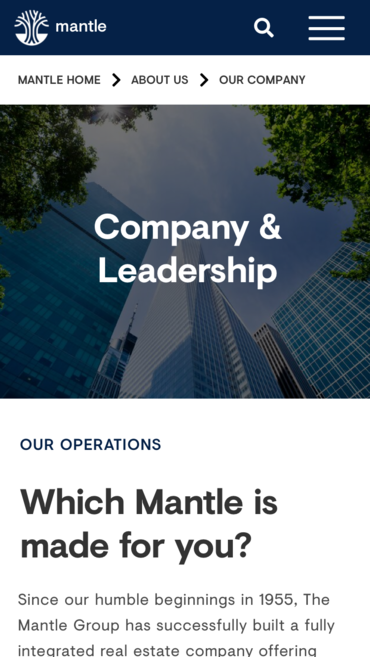 mantle
MANTLE HOME ABOUT US OUR COMPANY
Company &
Leadership
OUR OPERATIONS
Which Mantle is
made for you?
Since our humble beginnings in 1955, The
Mantle Group has successfully built a fully
integrated real estate company offering